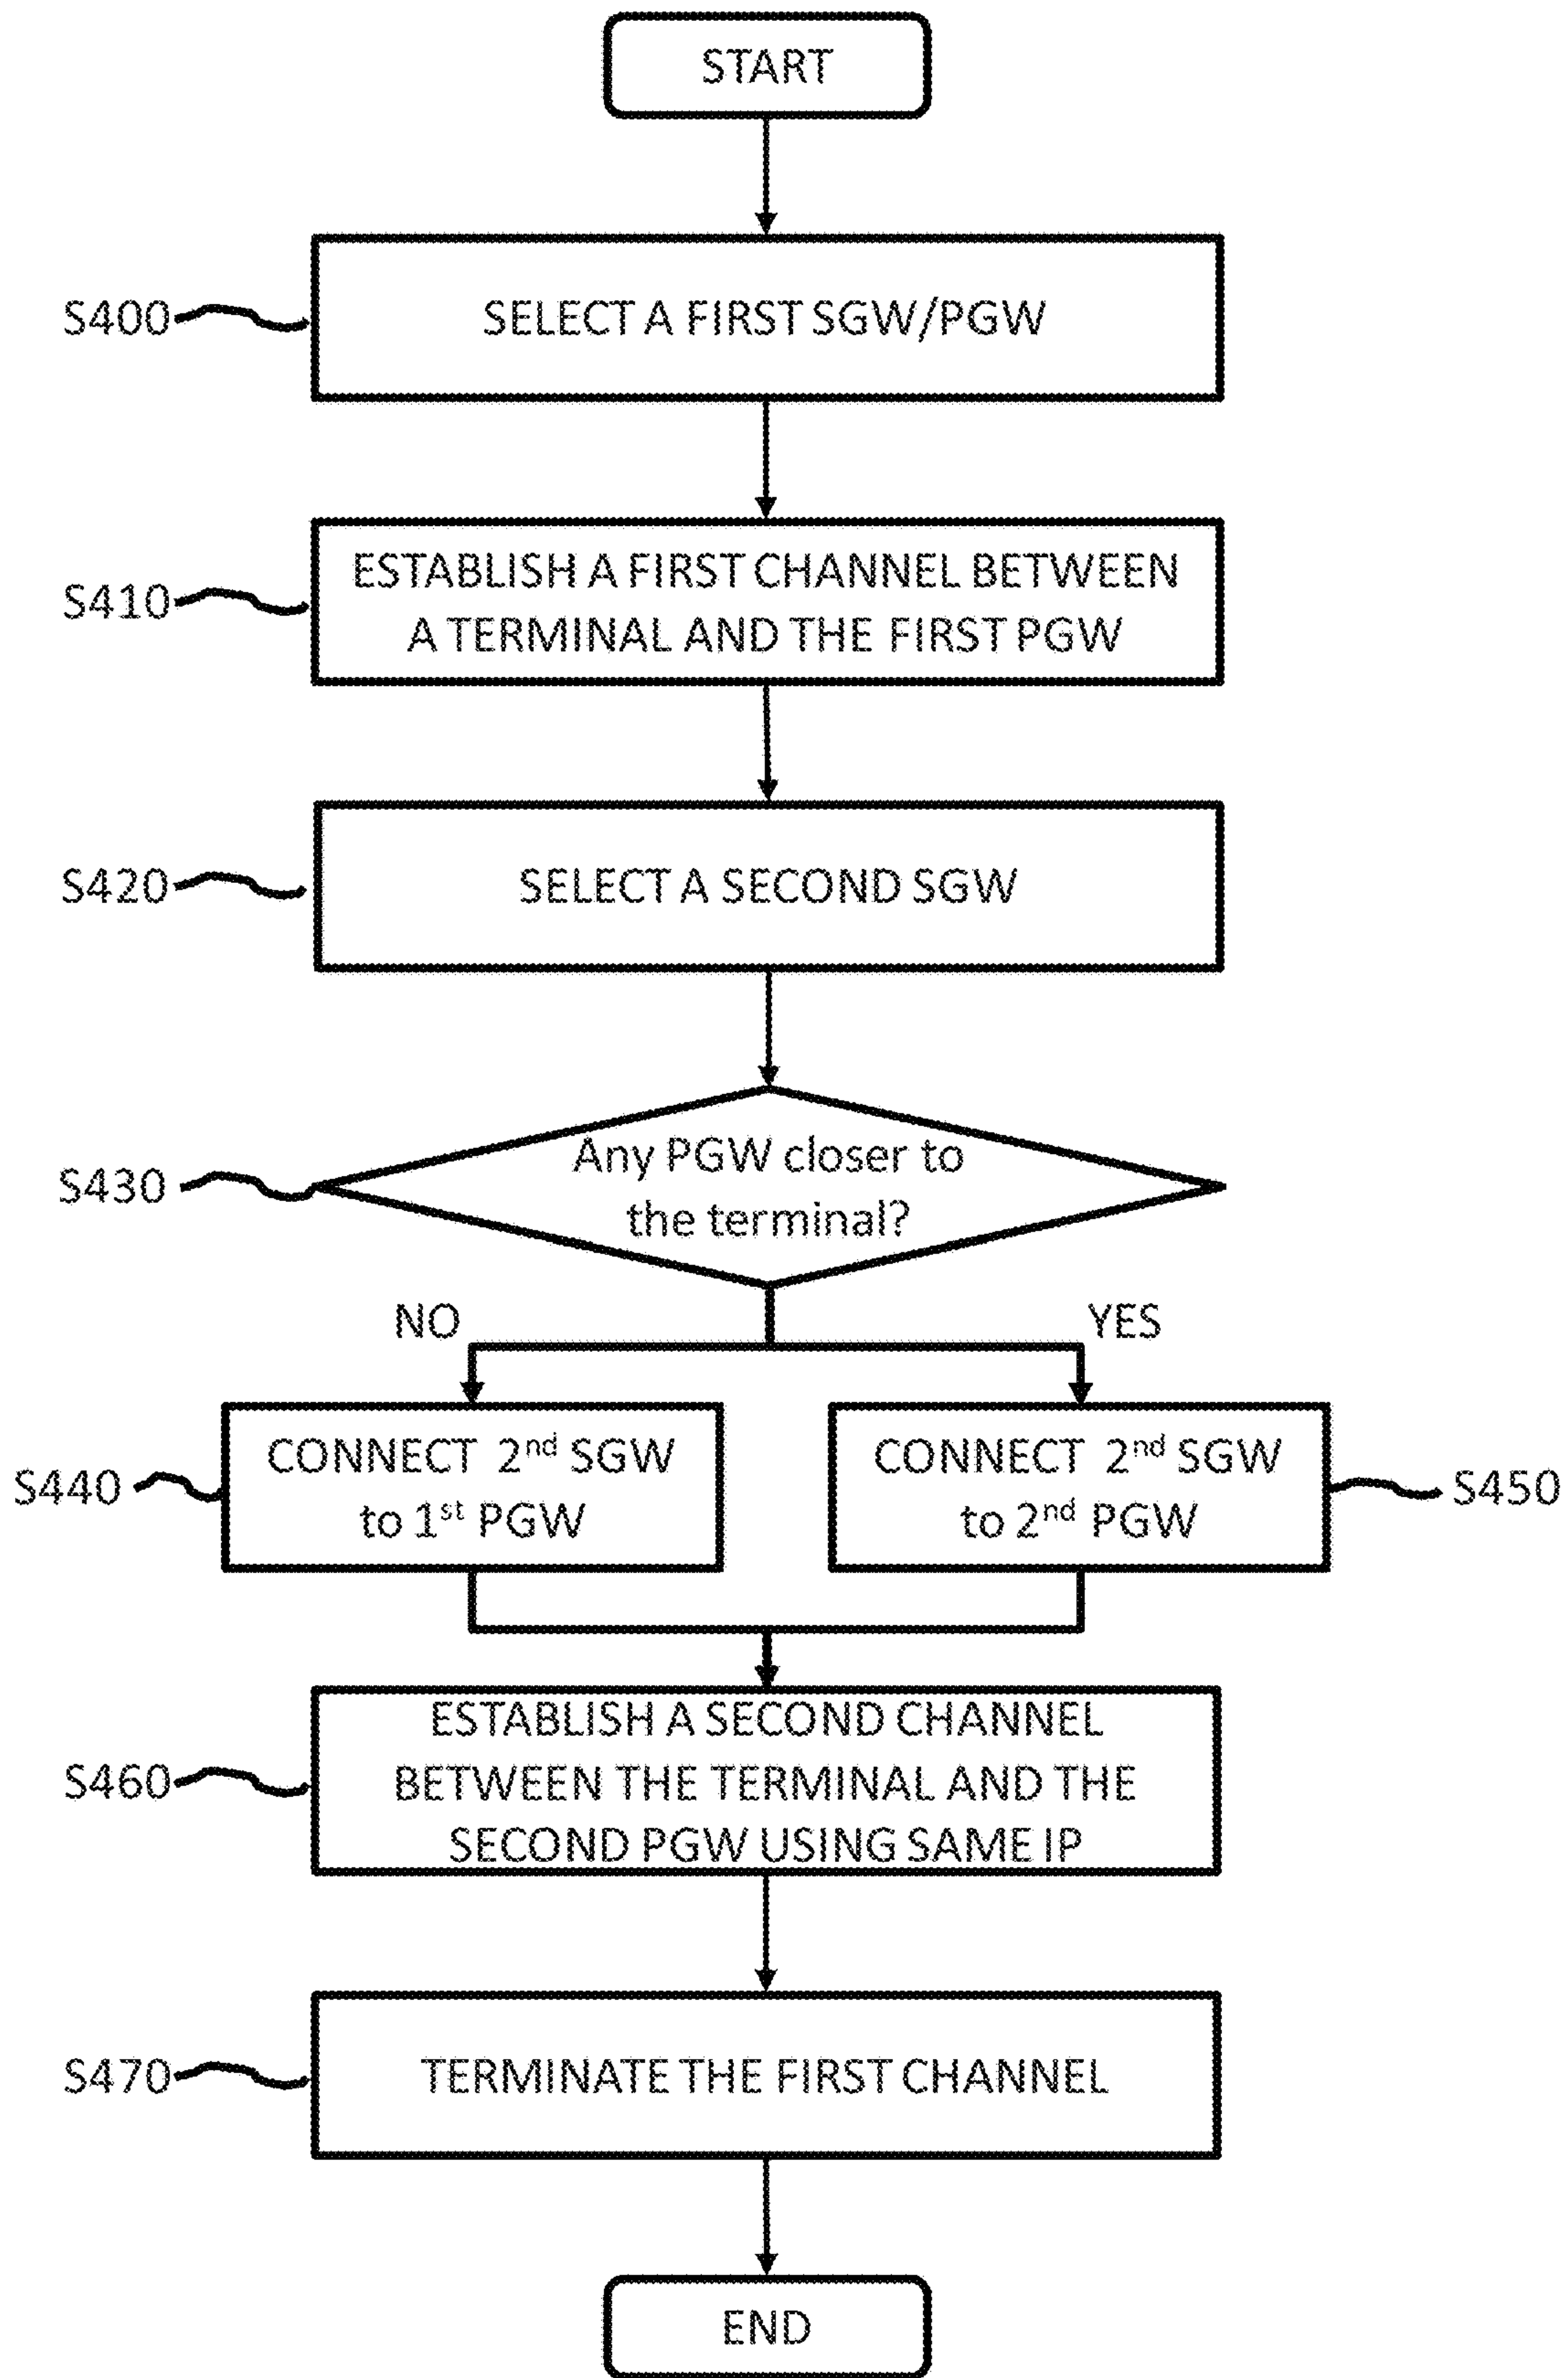 START
S400
SELECT A FIRST SGW/PGW
S410
ESTABLISH A FIRST CHANNEL BETWEEN
A TERMINAL AND THE FIRST PGW
S420
SELECT A SECOND SGW
S430
Any PGW closer to
the terminal?
NO
YES
S440
CONNECT 2nd SGW
to 1st PGW
CONNECT 2nd SGW
to 2nd PGW
S450
S460
ESTABLISH A SECOND CHANNEL
BETWEEN THE TERMINAL AND THE
SECOND PGW USING SAME IP
S470
TERMINATE THE FIRST CHANNEL
END